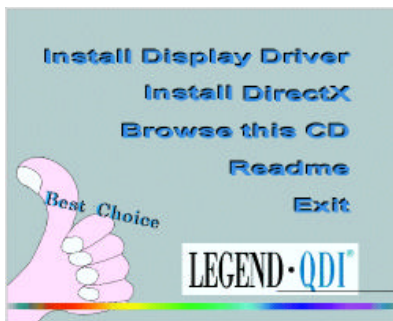 Install Display Driver
Install DirectX
Browse this CD
Readme
Best Choice
Exit
LEGEND·QDI®